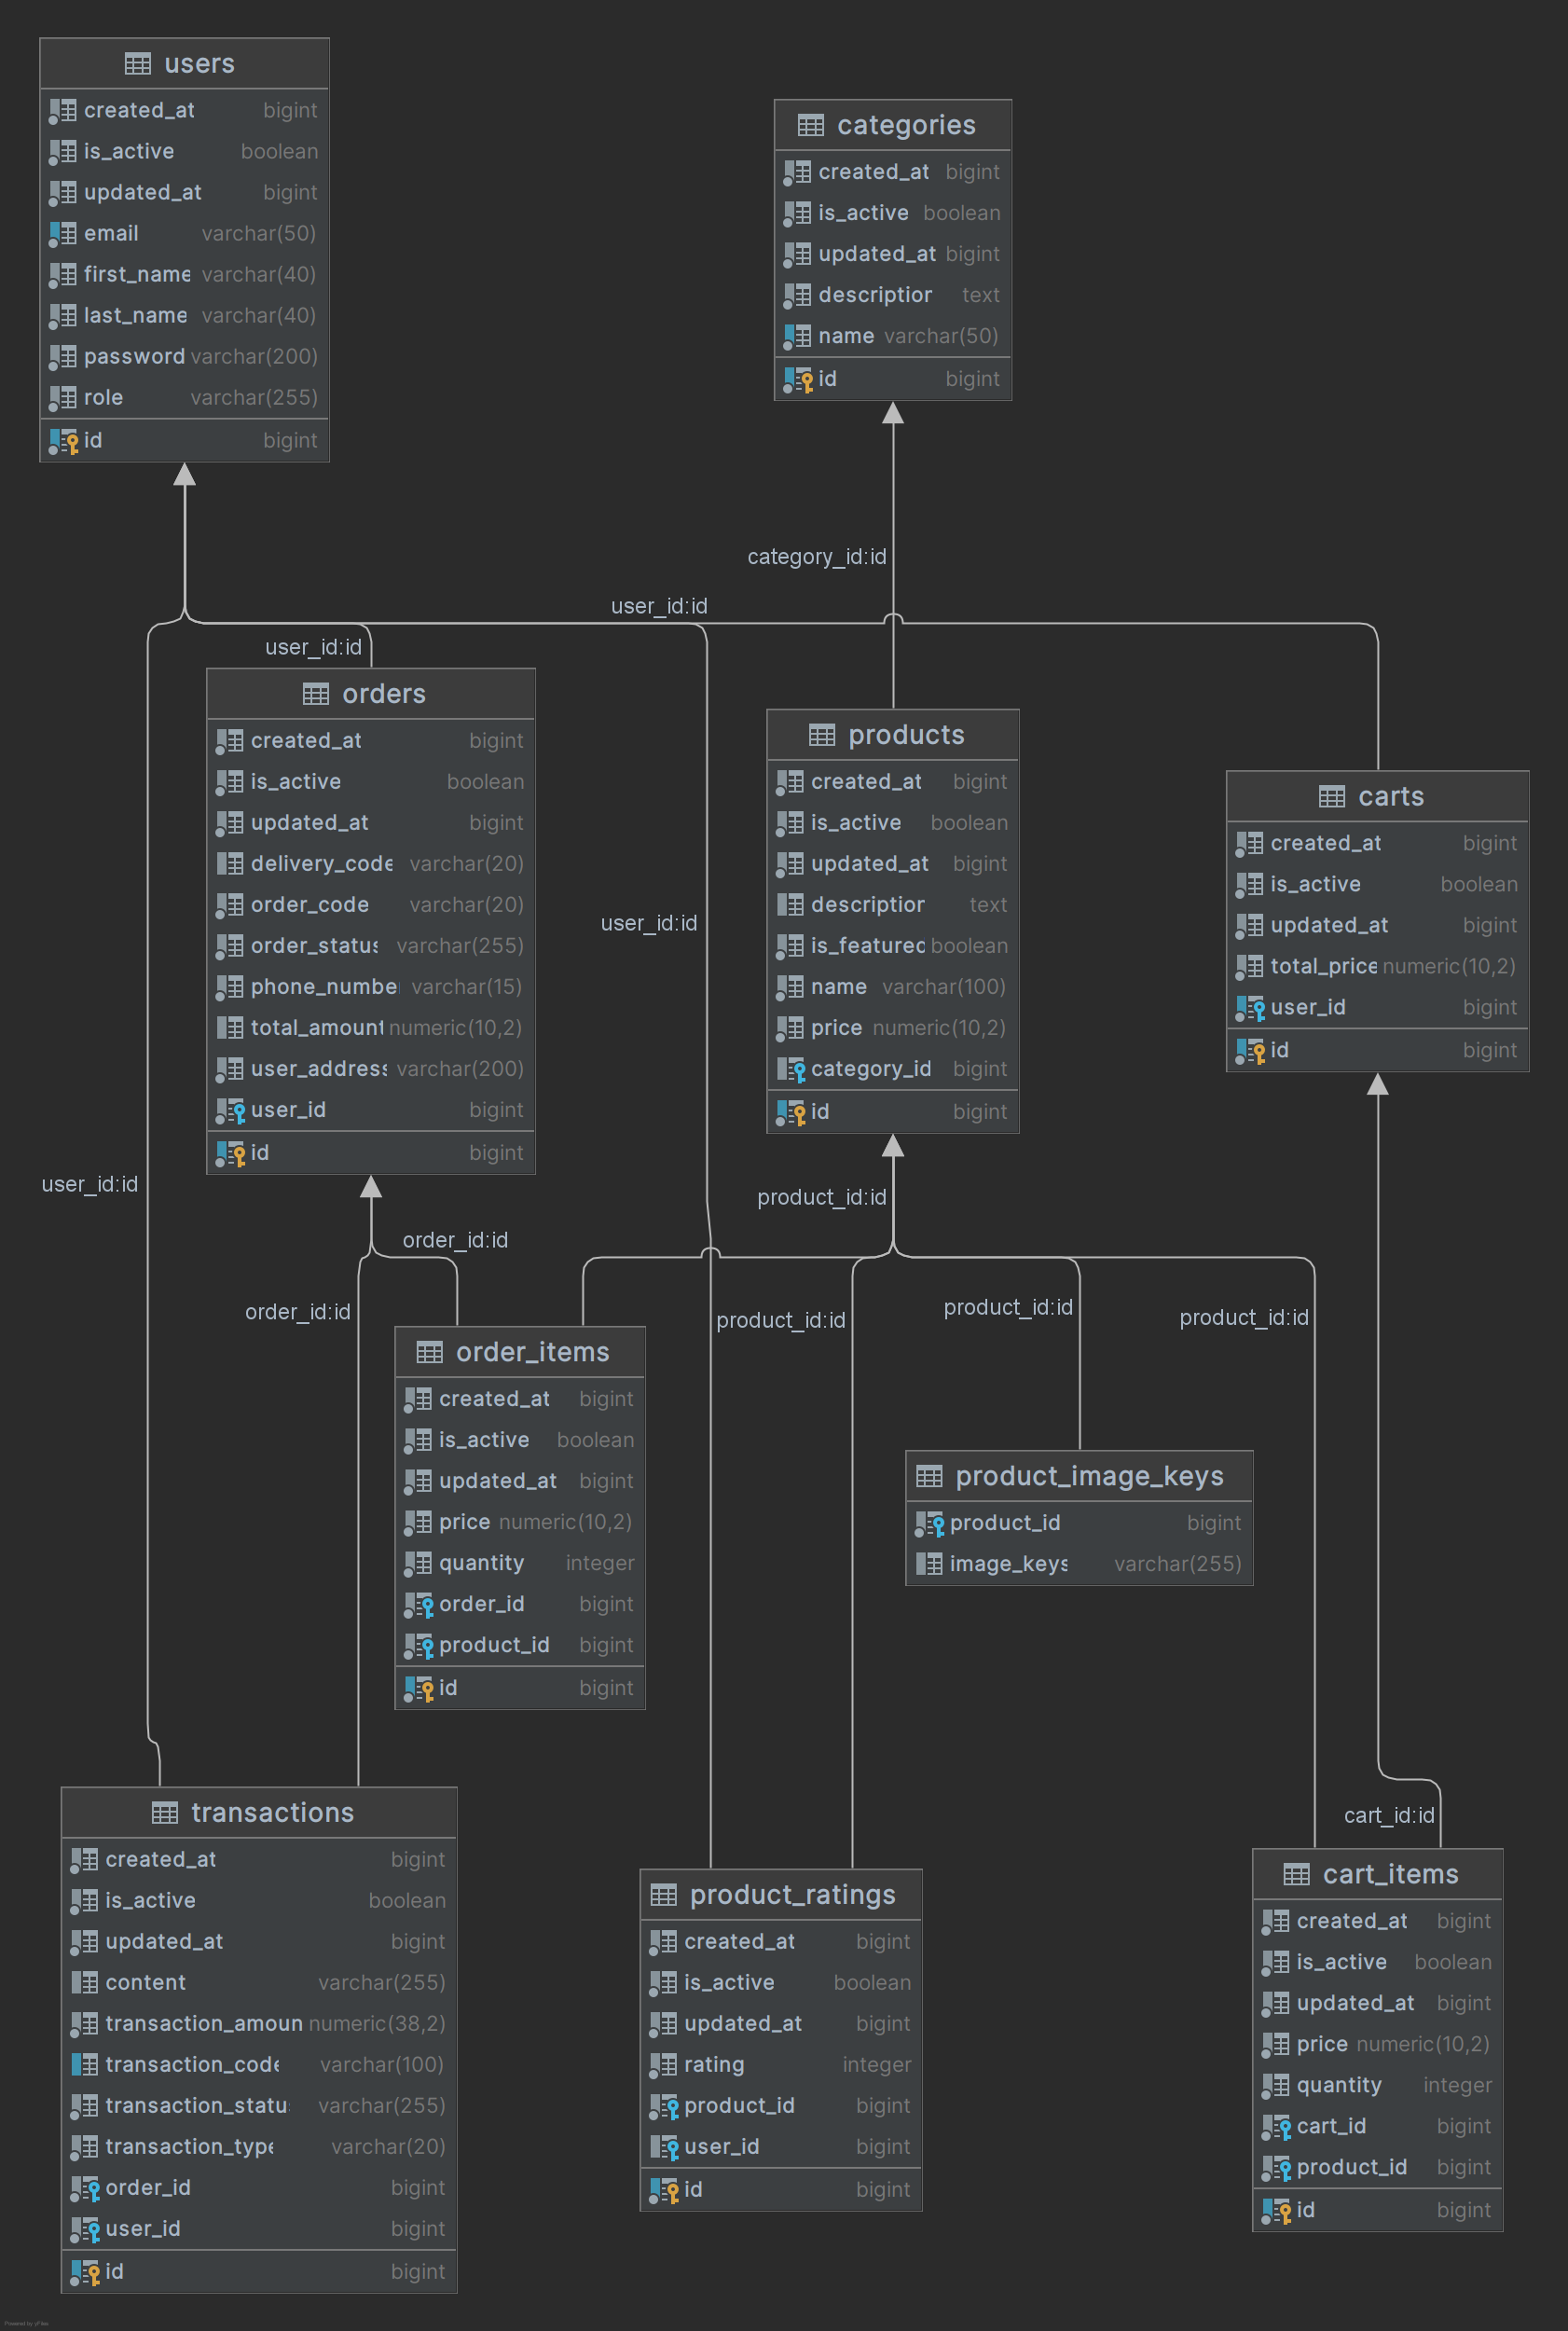 users
created_at bigint
is_active boolean
updated_at bigint
email varchar(50)
first_name varchar(40)
last_name varchar(40)
password varchar(200)
role varchar(255)
id bigint
categories
created_at bigint
is_active boolean
updated_at bigint
description text
name varchar(50)
id bigint
category_id:id
user_id:id
user_id:id
orders
created_at bigint
is_active boolean
updated_at bigint
delivery_code varchar(20)
order_code varchar(20)
order_status varchar(255)
phone_numbe varchar(15)
total_amount numeric(10,2)
user_address varchar(200)
user_id bigint
id bigint
products
created_at bigint
is_active boolean
updated_at bigint
description text
is_featured boolean
name varchar(100)
price numeric(10,2)
category_id bigint
id bigint
carts
created_at bigint
is_active boolean
updated_at bigint
total_price numeric(10,2)
user_id bigint
id bigint
user_id:id
user_id:id
product_id:id
order_id:id
order_id:id
product_id:id
product_id:id
product_id:id
order_items
created_at bigint
is_active boolean
updated_at bigint
price numeric(10,2)
quantity integer
order_id bigint
product_id bigint
id bigint
product_image_keys
product_id bigint
image_keys varchar(255)
cart_id:id
transactions
created_at bigint
is_active boolean
updated_at bigint
content varchar(255)
transaction_amoun numeric(38,2)
transaction_code varchar(100)
transaction_statu varchar(255)
transaction_type varchar(20)
order_id bigint
user_id bigint
id bigint
product_ratings
created_at bigint
is_active boolean
updated_at bigint
rating integer
product_id bigint
user_id bigint
id bigint
cart_items
created_at bigint
is_active boolean
updated_at bigint
price numeric(10,2)
quantity integer
cart_id bigint
product_id bigint
id bigint
Powered by yFiles